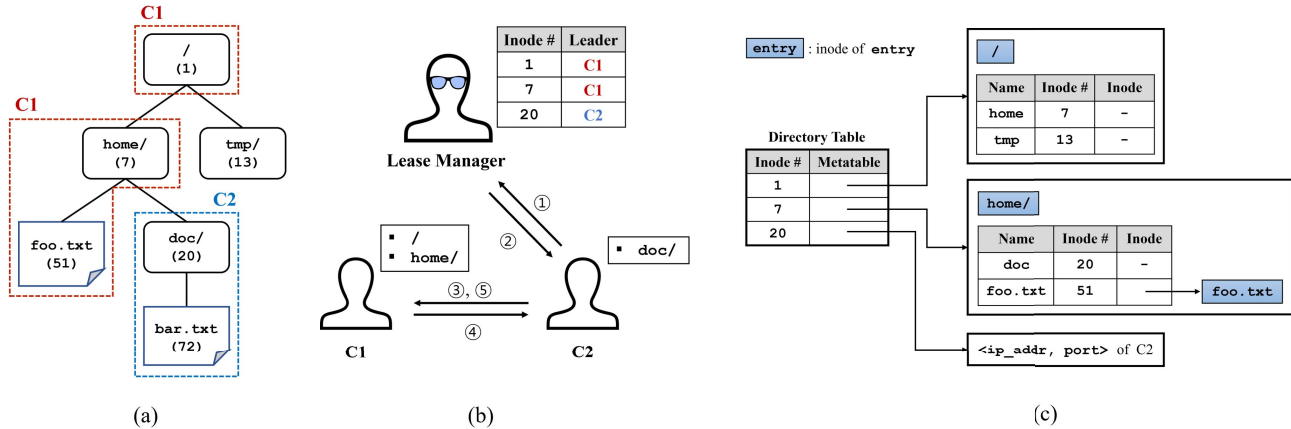 C1
/
(1)
C1
home/
(7)
tmp/
(13)
C2
foo.txt
(51)
doc/
(20)
bar.txt
(72)
(a)
Inode # Leader
1 C1
7 C1
20 C2
Lease Manager
①
②
▪ /
▪ home/
▪ doc/
③, ⑤
④
C1
C2
(b)
entry : inode of entry
Directory Table
Inode # Metatable
1
7
20
/
Name Inode # Inode
home 7 -
tmp 13 -
home/
Name Inode # Inode
doc 20 -
foo.txt 51
foo.txt
<ip_addr, port> of C2
(c)